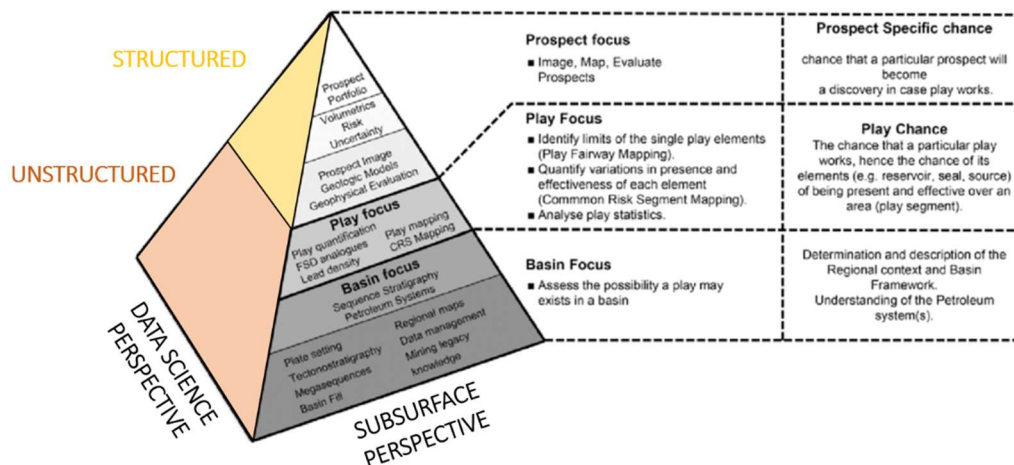 STRUCTURED
UNSTRUCTURED
DATA SCIENCE
PERSPECTIVE
SUBSURFACE
PERSPECTIVE
Prospect
Portfolio
Volumetrics
Risk
Uncertainty
Prospect Image
Geologic Models
Geophysical Evaluation
Play focus
Play quantification
FSD analogues
Lead density
Play mapping
CRS Mapping
Basin focus
Sequence Stratigraphy
Petroleum Systems
Plate setting
Tectonostratigraphy
Megasequences
Basin Fill
Regional maps
Data management
Mining legacy
knowledge
Prospect focus
■ Image, Map, Evaluate
Prospects
Prospect Specific chance
chance that a particular prospect will
become
a discovery in case play works.
Play Focus
■ Identify limits of the single play elements
(Play Fairway Mapping).
■ Quantify variations in presence and
effectiveness of each element
(Commmon Risk Segment Mapping).
■ Analyse play statistics.
Play Chance
The chance that a particular play
works, hence the chance of its
elements (e.g. reservoir, seal, source)
of being present and effective over an
area (play segment).
Basin Focus
■ Assess the possibility a play may
exists in a basin
Determination and description of the
Regional context and Basin
Framework.
Understanding of the Petroleum
system(s).